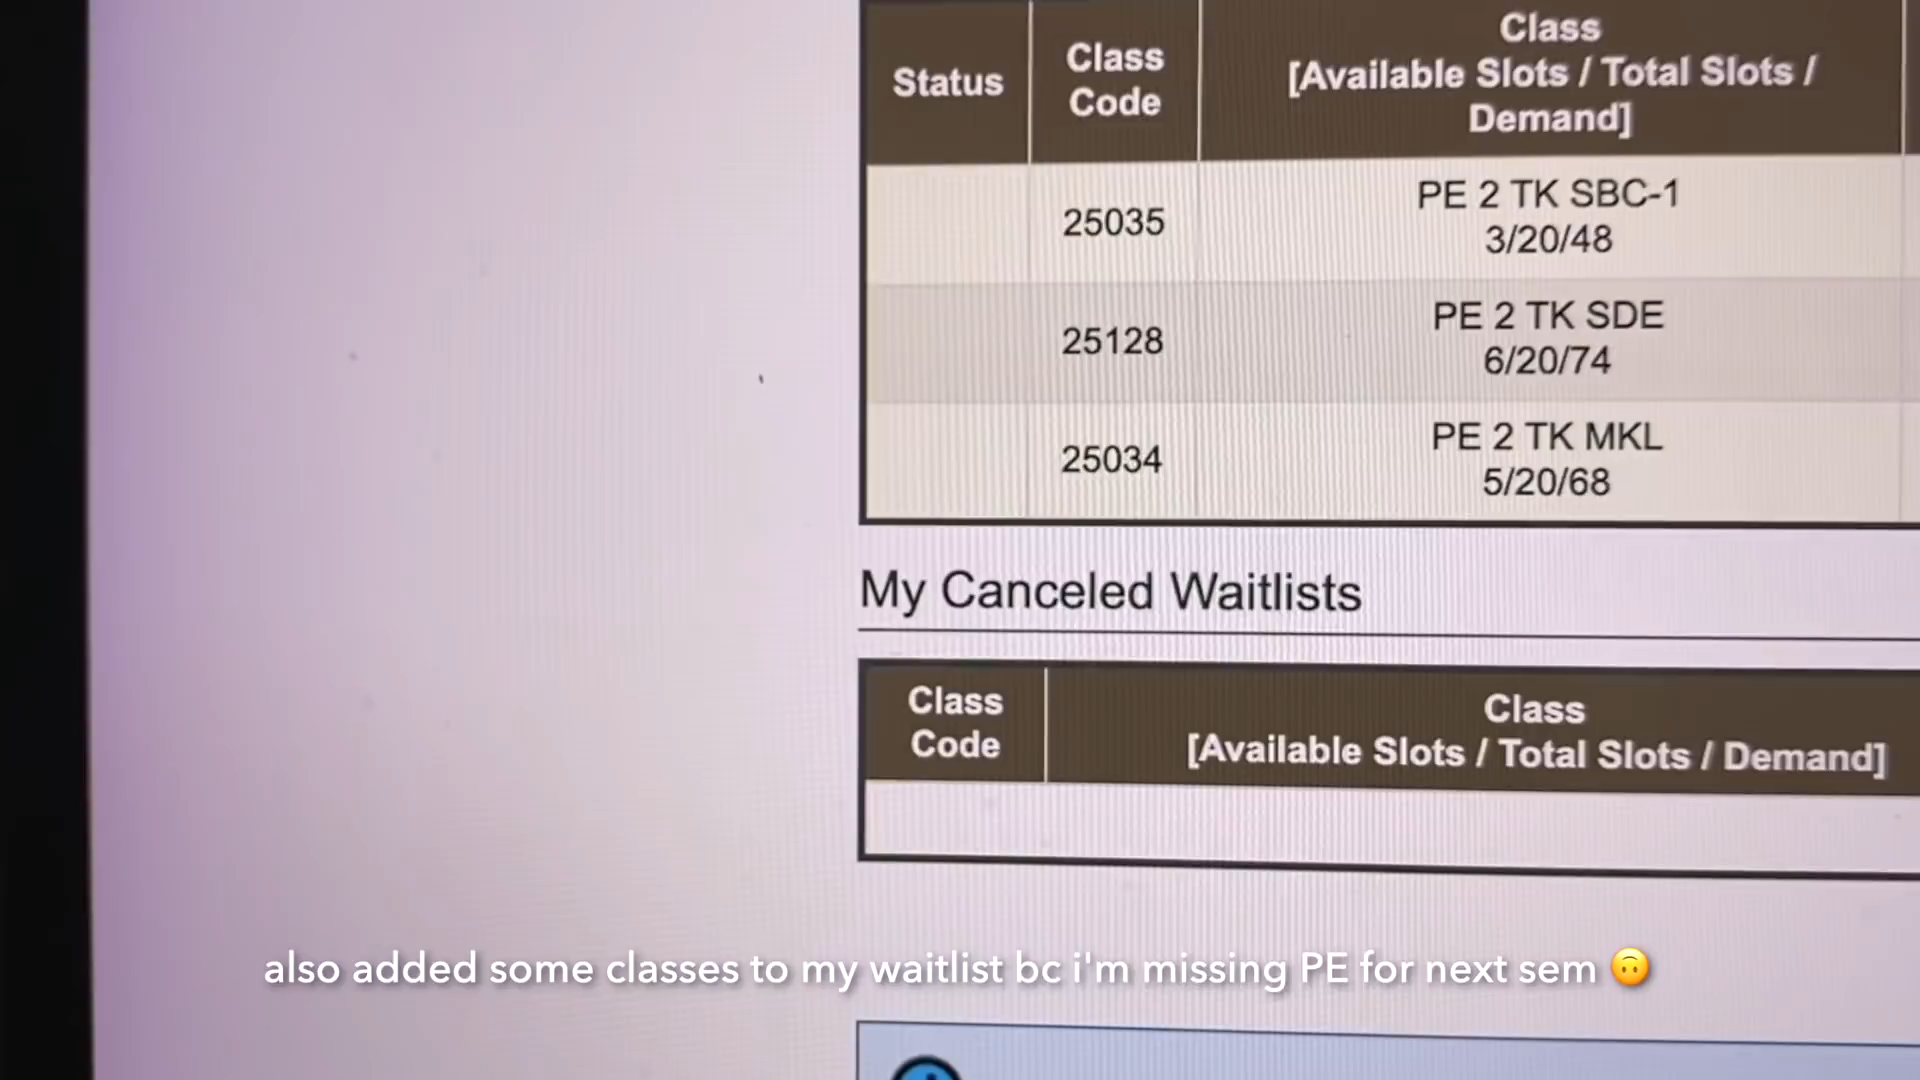 Status
Class
Code
Class
[Available Slots / Total Slots /
Demand]
25035
PE 2 TK SBC-1
3/20/48
25128
PE 2 TK SDE
6/20/74
25034
PE 2 TK MKL
5/20/68
My Canceled Waitlists
Class
Code
Class
[Available Slots / Total Slots / Demand]
also added some classes to my waitlist bc i'm missing PE for next sem 🙃